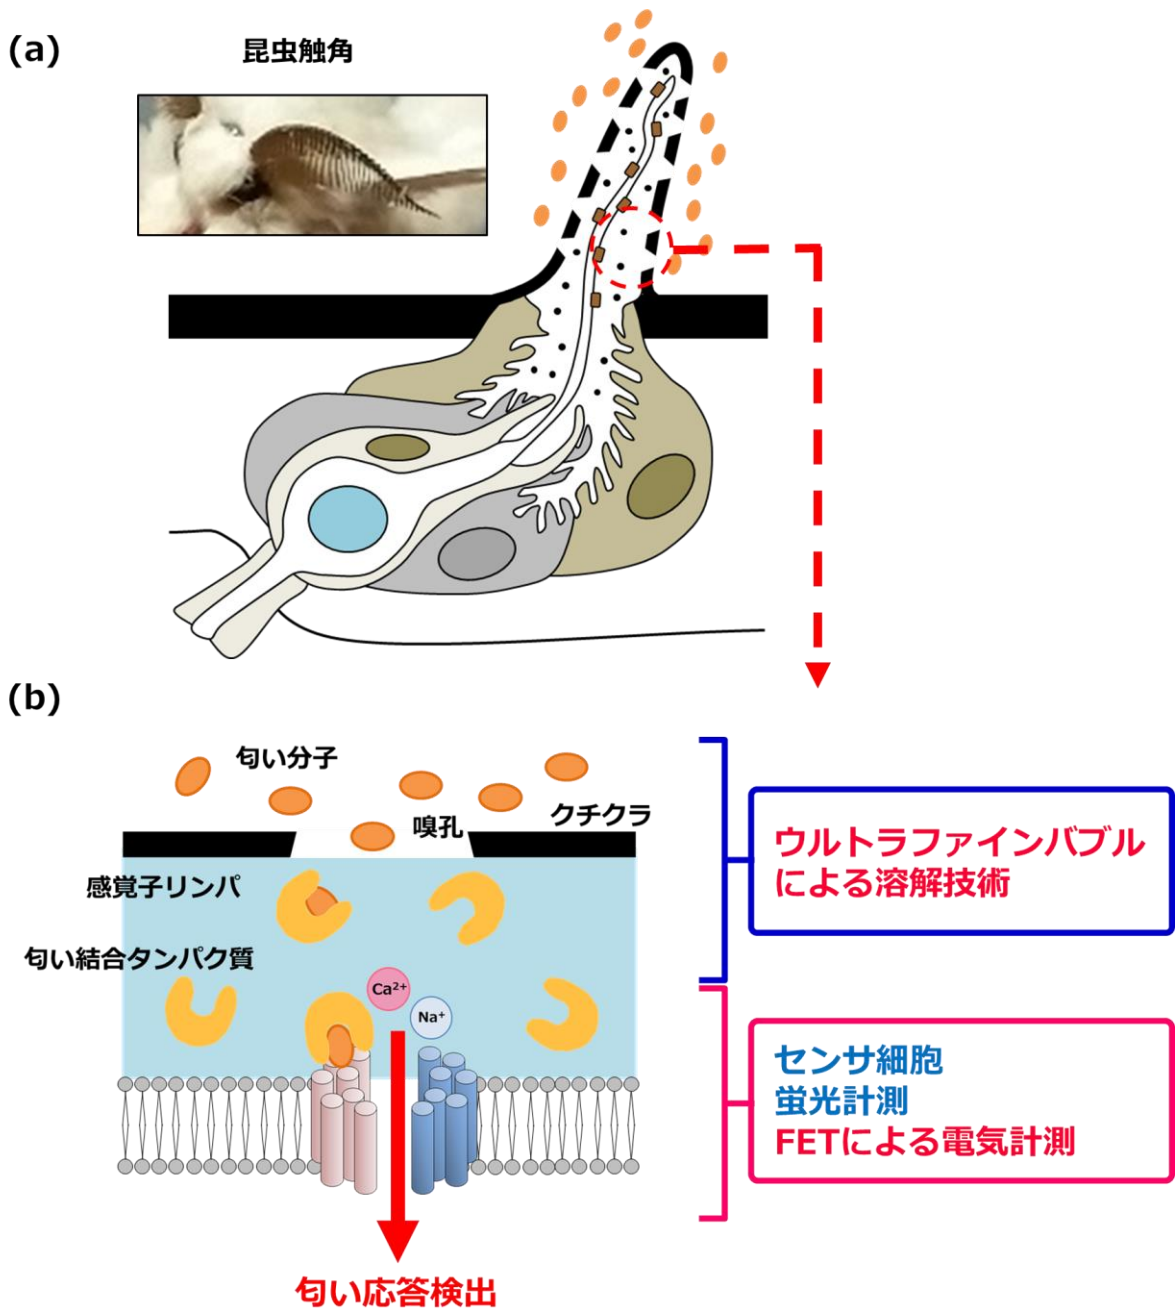 (a)
昆虫触角
(b)
匂い分子
嗅孔
クチクラ
感覚子リンパ
匂い結合タンパク質
Ca²⁺
Na⁺
匂い応答検出
ウルトラファインバブル
による溶解技術
センサ細胞
蛍光計測
FETによる電気計測